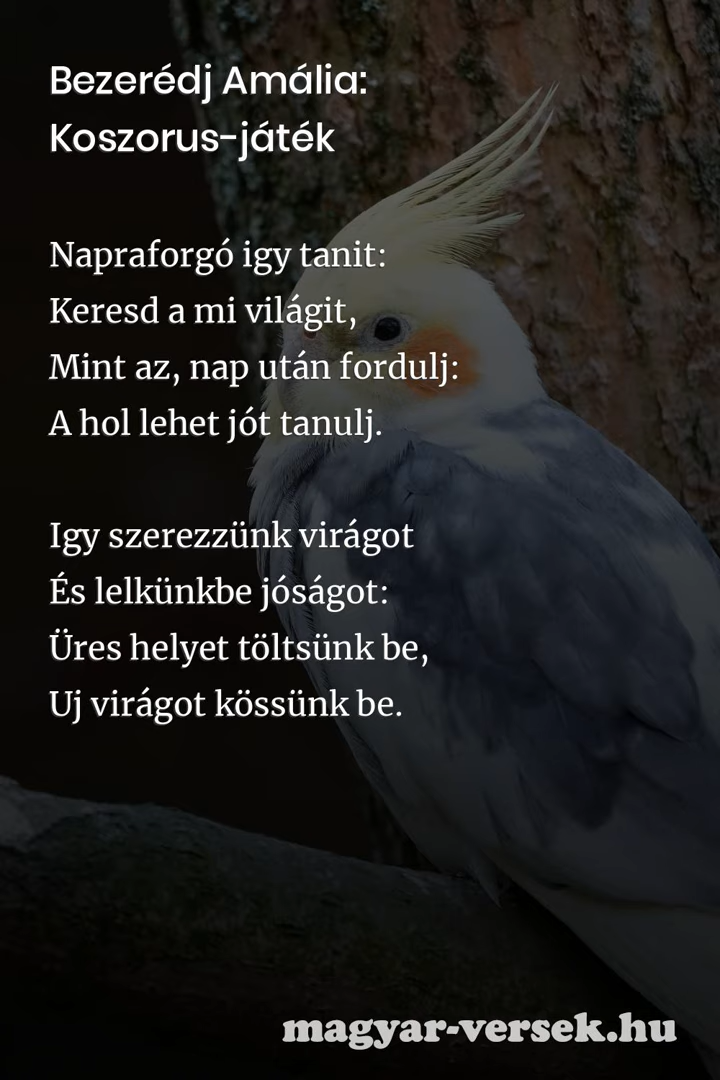 Bezerédj Amália:
Koszorus-játék
Napraforgó igy tanit:
Keresd a mi világit,
Mint az, nap után fordulj:
A hol lehet jót tanulj.
Igy szerezzünk virágot
És lelkünkbe jóságot:
Üres helyet töltsünk be,
Uj virágot kössünk be.
magyar-versek.hu